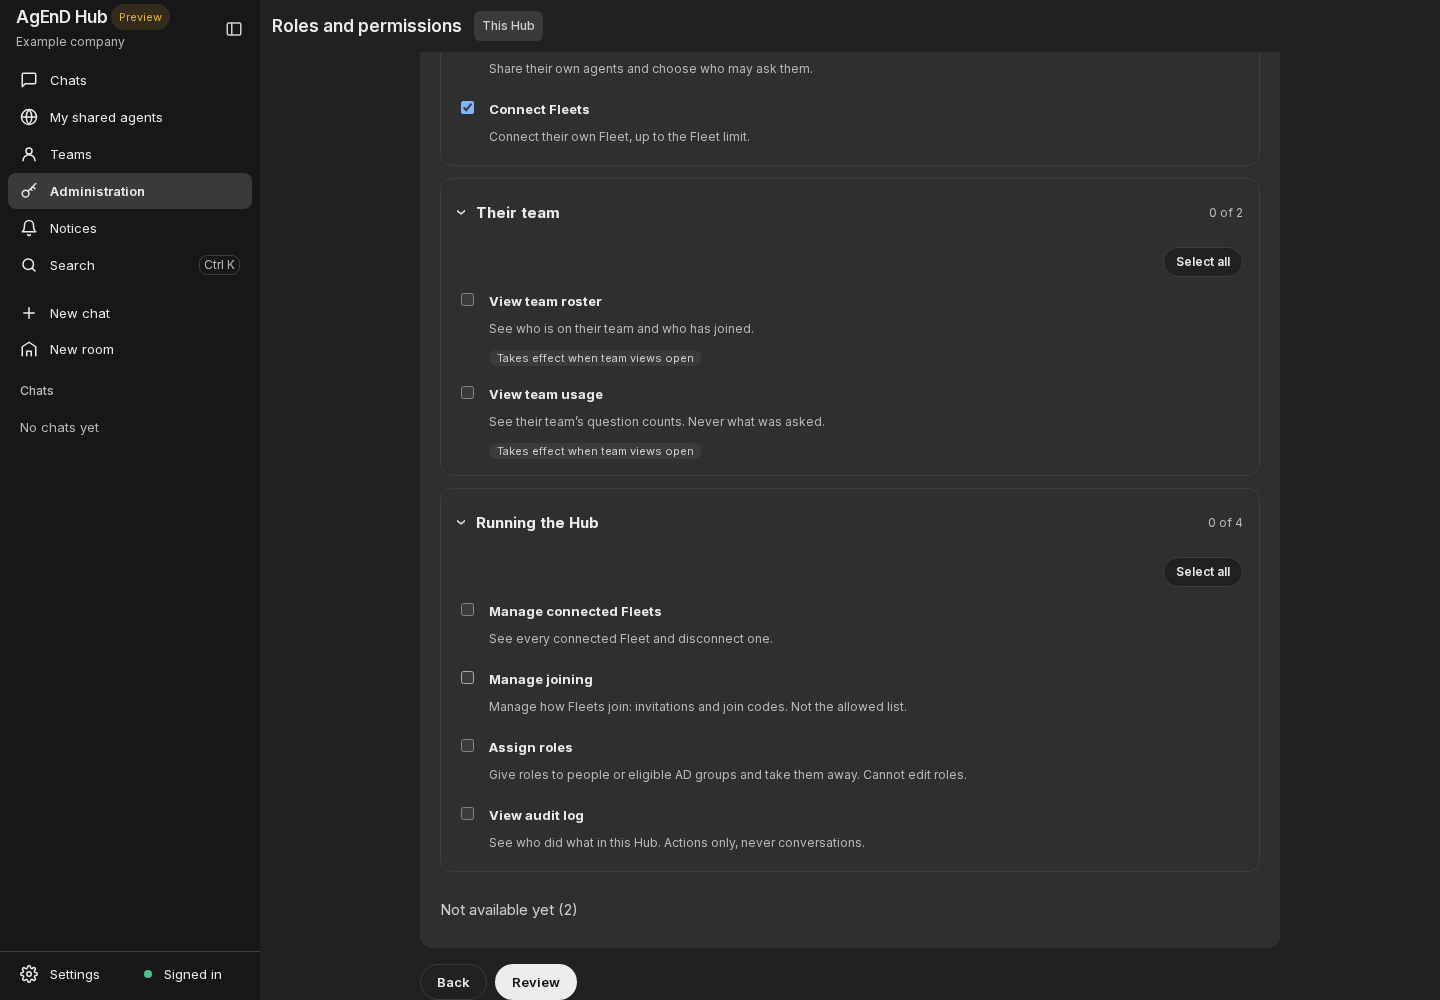 AgEnD Hub Preview
Example company
Chats
My shared agents
Teams
Administration
Notices
Search Ctrl K
New chat
New room
Chats
No chats yet
Settings
Signed in
Roles and permissions This Hub
Share their own agents and choose who may ask them.
Connect Fleets
Connect their own Fleet, up to the Fleet limit.
Their team 0 of 2
Select all
View team roster
See who is on their team and who has joined.
Takes effect when team views open
View team usage
See their team’s question counts. Never what was asked.
Takes effect when team views open
Running the Hub 0 of 4
Select all
Manage connected Fleets
See every connected Fleet and disconnect one.
Manage joining
Manage how Fleets join: invitations and join codes. Not the allowed list.
Assign roles
Give roles to people or eligible AD groups and take them away. Cannot edit roles.
View audit log
See who did what in this Hub. Actions only, never conversations.
Not available yet (2)
Back Review